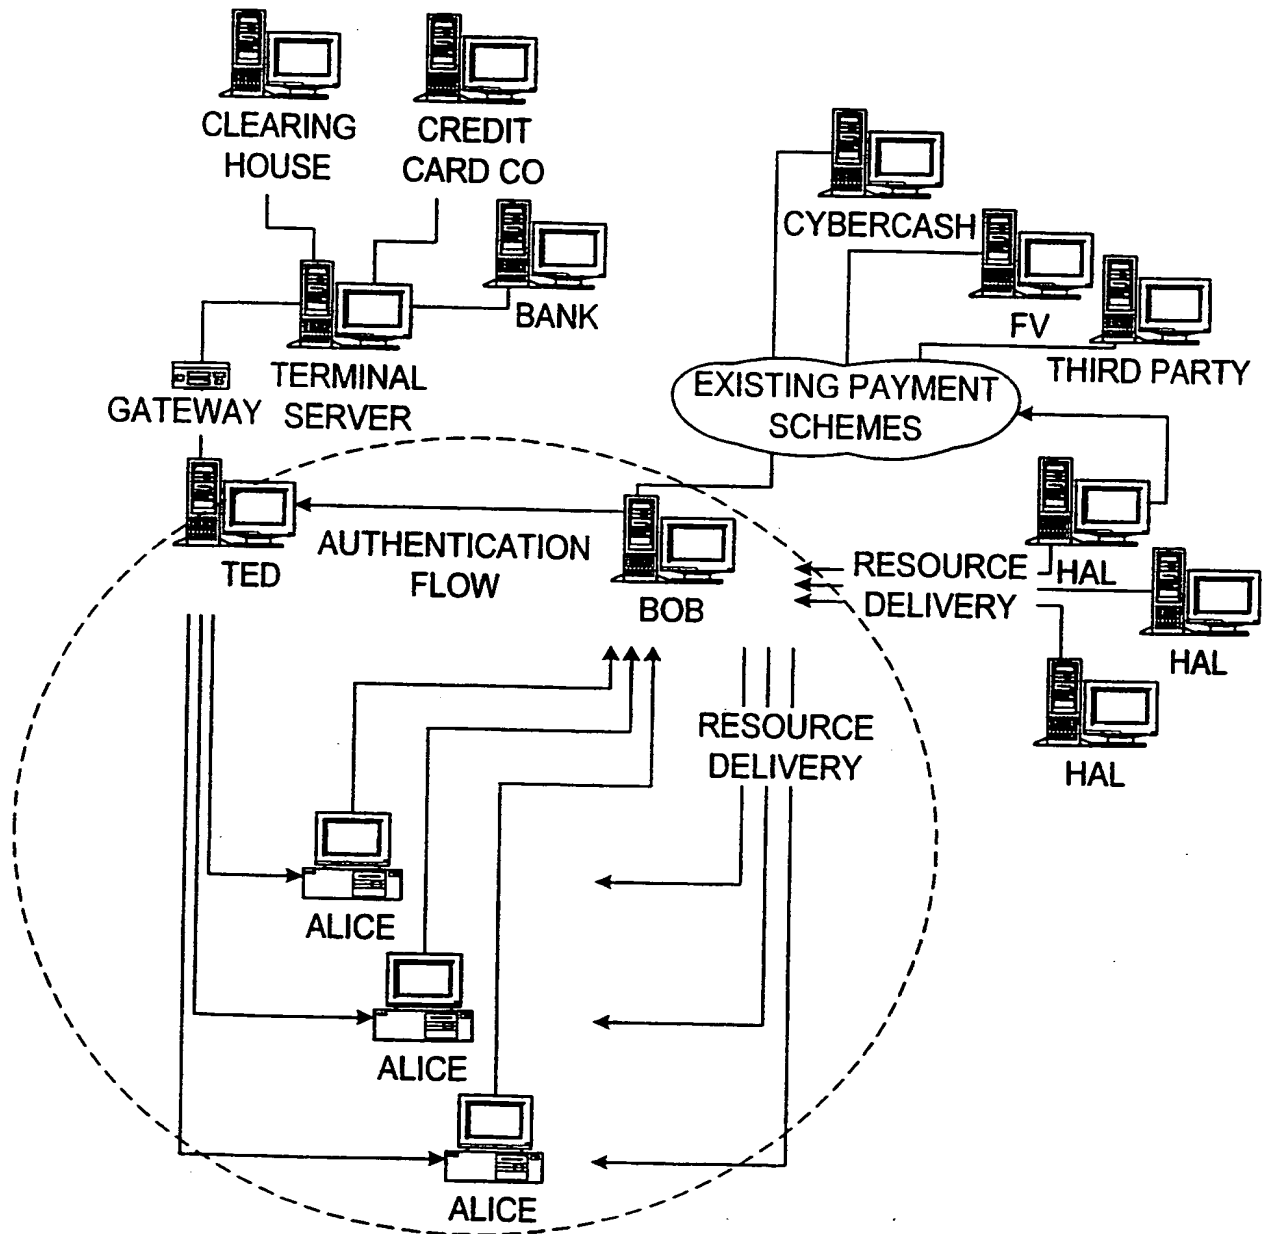 CLEARING
HOUSE
CREDIT
CARD CO
BANK
TERMINAL
SERVER
GATEWAY
CYBERCASH
FV
THIRD PARTY
EXISTING PAYMENT
SCHEMES
TED
AUTHENTICATION
FLOW
BOB
RESOURCE
DELIVERY
HAL
HAL
HAL
RESOURCE
DELIVERY
ALICE
ALICE
ALICE